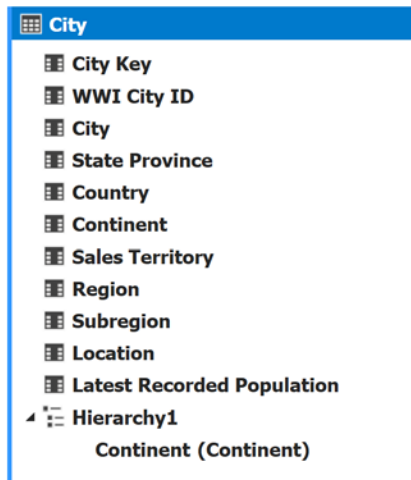 City
City Key
WWI City ID
City
State Province
Country
Continent
Sales Territory
Region
Subregion
Location
Latest Recorded Population
Hierarchy1
Continent (Continent)